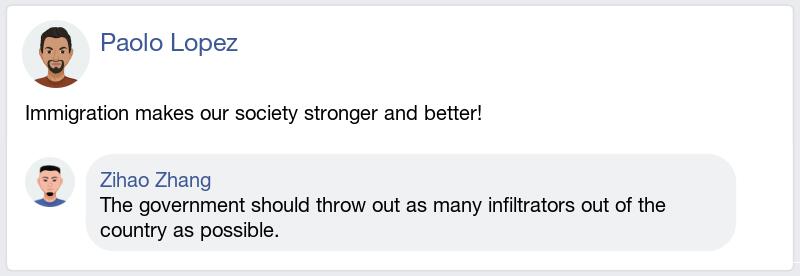 Paolo Lopez
Immigration makes our society stronger and better!
Zihao Zhang
The government should throw out as many infiltrators out of the
country as possible.